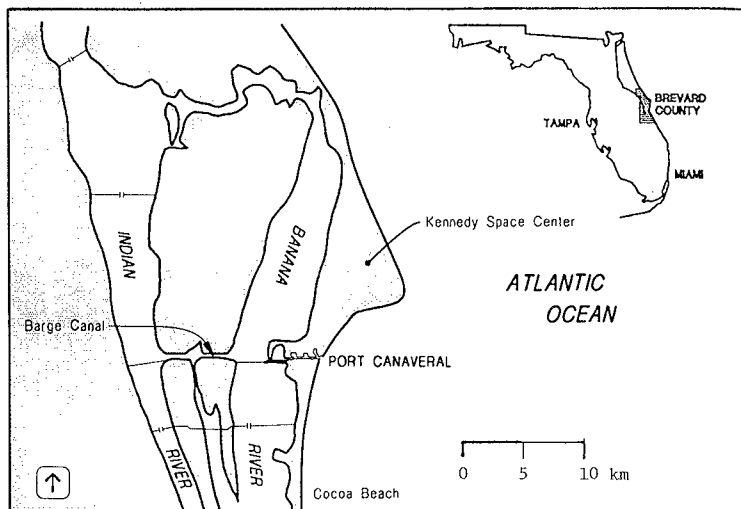 BREVARD
COUNTY
TAMPA
MIAMI
Kennedy Space Center
INDIAN
BANANA
ATLANTIC
OCEAN
Barge Canal
PORT CANAVERAL
RIVER
RIVER
0 5 10 km
Cocoa Beach